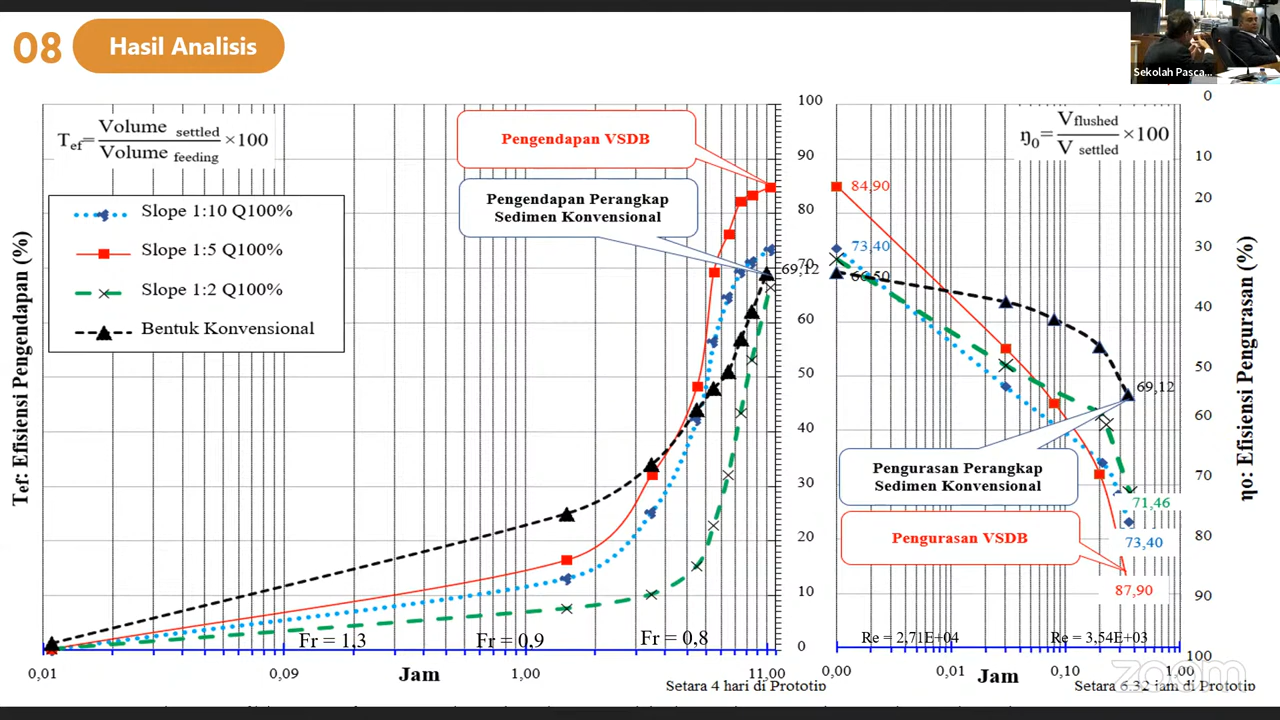 08 Hasil Analisis
Sekolah Pasca...
Tef= Volume settled / Volume feeding ×100
Slope 1:10 Q100%
Slope 1:5 Q100%
Slope 1:2 Q100%
Bentuk Konvensional
Pengendapan VSDB
Pengendapan Perangkap
Sedimen Konvensional
Tef: Efisiensi Pengendapan (%)
100
90
80
70
69,12
50
40
30
20
10
0
Fr = 1,3
Fr = 0,9
Fr = 0,8
0,01
0,09
1,00
11,00
Jam
Setara 4 hari di Prototip
η0= Vflushed / V settled ×100
84,90
73,40
69,12
Pengurasan Perangkap
Sedimen Konvensional
Pengurasan VSDB
71,46
73,40
87,90
Re = 2,71E+04
Re = 3,54E+03
0,00
0,01
0,10
1,00
Jam
Setara 6.32 jam di Prototip
0
10
20
30
40
50
60
70
80
90
100
ηo: Efisiensi Pengurasan (%)
zoom